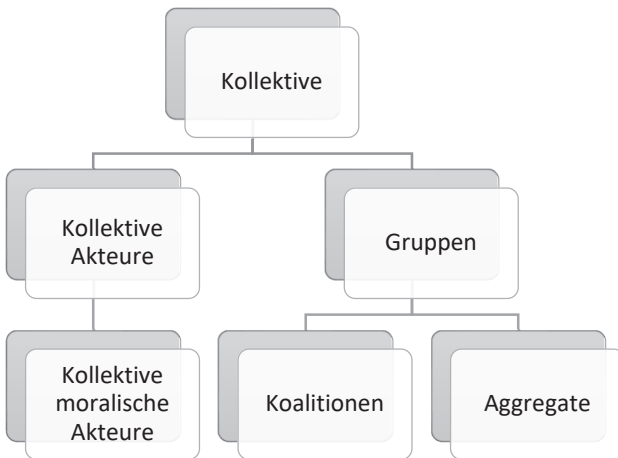 Kollektive
Kollektive
Akteure
Gruppen
Kollektive
moralische
Akteure
Koalitionen
Aggregate